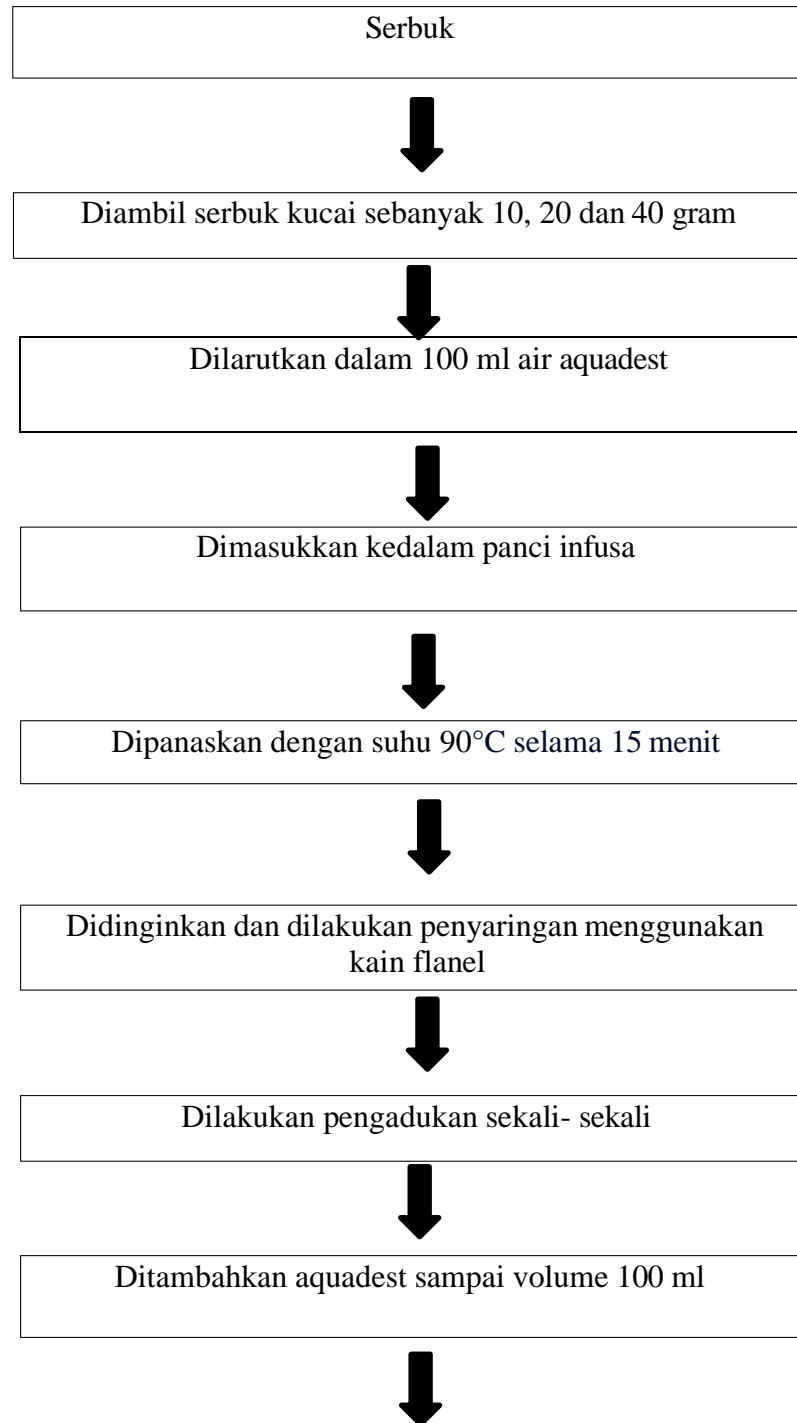 Serbuk
Diambil serbuk kucai sebanyak 10, 20 dan 40 gram
Dilarutkan dalam 100 ml air aquadest
Dimasukkan kedalam panci infusa
Dipanaskan dengan suhu 90°C selama 15 menit
Didinginkan dan dilakukan penyaringan menggunakan
kain flanel
Dilakukan pengadukan sekali- sekali
Ditambahkan aquadest sampai volume 100 ml